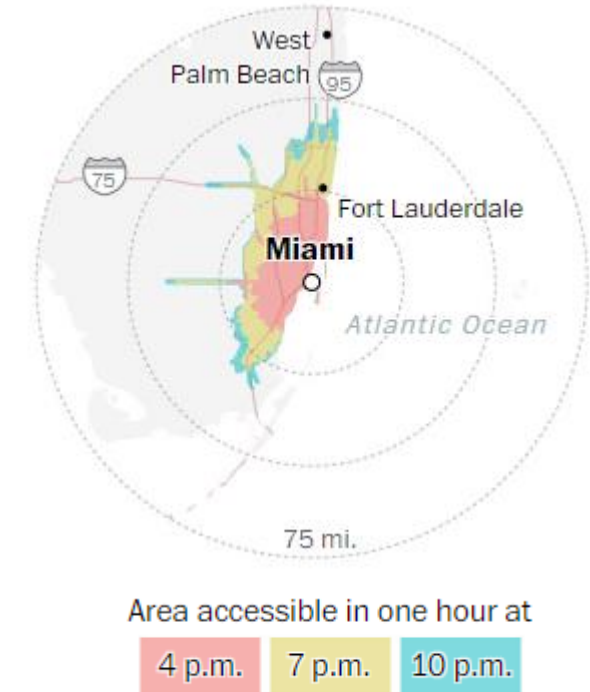 West
Palm Beach
95
75
Fort Lauderdale
Miami
Atlantic Ocean
75 mi.
Area accessible in one hour at
4 p.m. 7 p.m. 10 p.m.